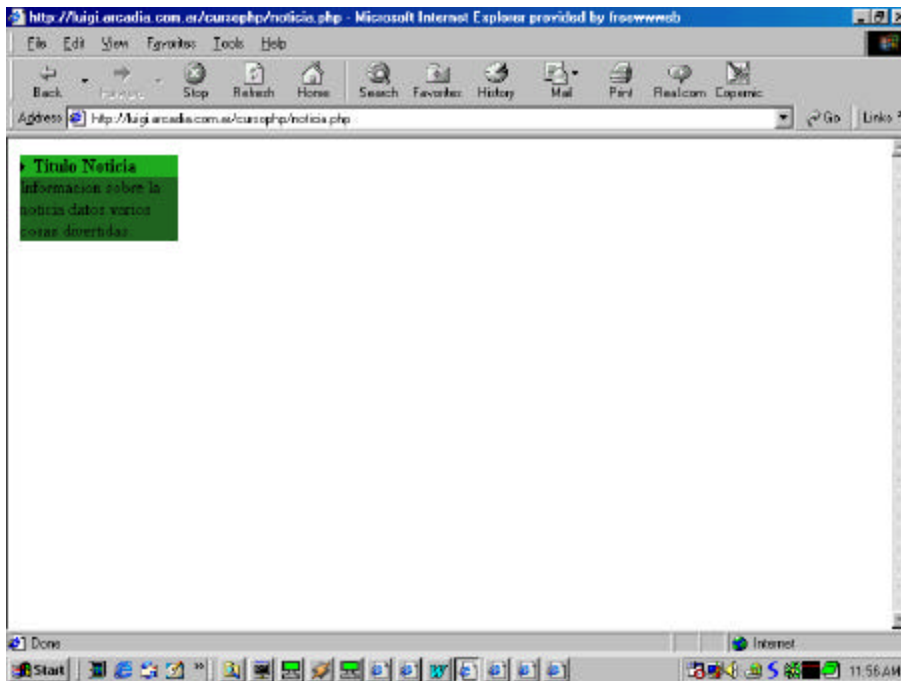 http://luigi.arcadia.com.ar/cursophp/noticia.php - Microsoft Internet Explorer provided by freewwweb
File Edit View Favorites Tools Help
Back Stop Refresh Home Search Favorites History Mail Print Realcom Copernic
Address http://luigi.arcadia.com.ar/cursophp/noticia.php Go Links
Titulo Noticia
Informacion sobre la
noticia datos varios
cosas divertidas
Done Internet
Start 11:56 AM